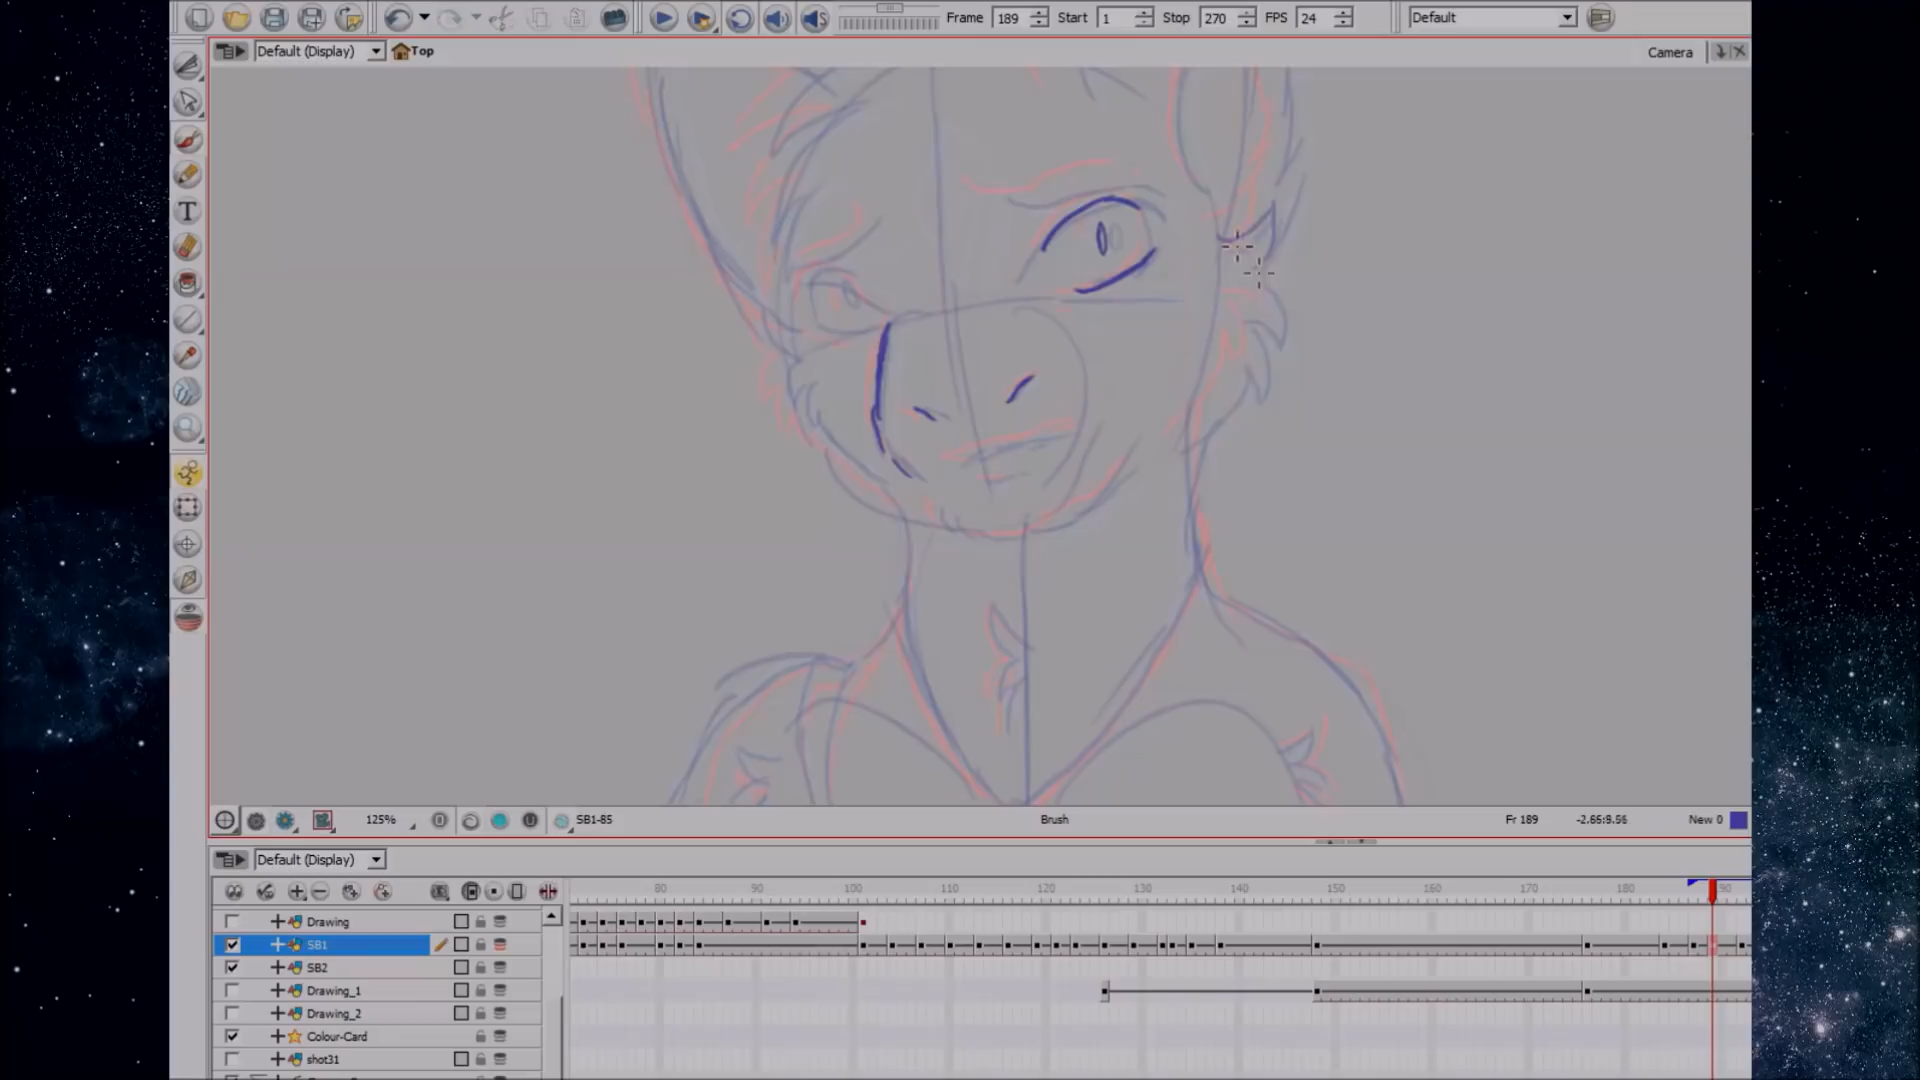 Frame 189 Start 1 Stop 270 FPS 24 Default
Default (Display) Top Camera
T
125% SB1-85 Brush Fr 189 -2.65:9.56 New 0
Default (Display)
80 90 100 110 120 130 140 150 160 170 180 90
Drawing
SB1
SB2
Drawing_1
Drawing_2
Colour-Card
shot31